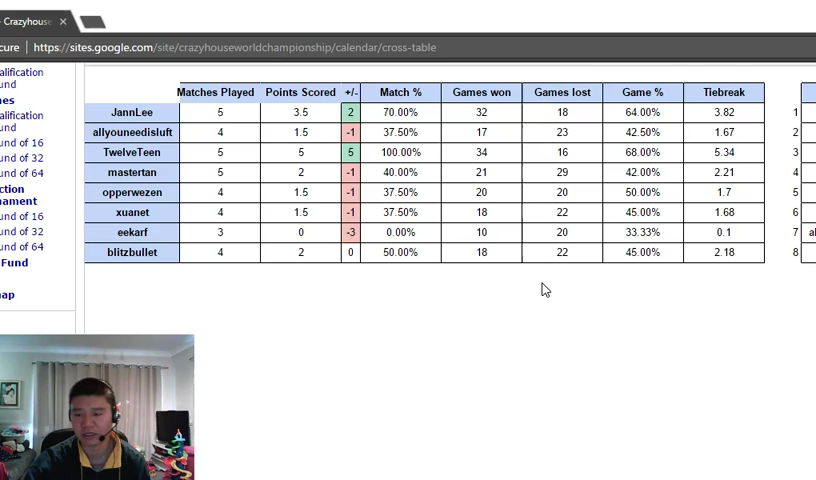 - Crazyhouse
cure https://sites.google.com/site/crazyhouseworldchampionship/calendar/cross-table
alification
und
nes
alification
und
und of 16
und of 32
und of 64
ction
nament
und of 16
und of 32
und of 64
Fund
ap
Matches Played Points Scored +/- Match % Games won Games lost Game % Tiebreak
JannLee 5 3.5 2 70.00% 32 18 64.00% 3.82 1
allyouneedisluft 4 1.5 -1 37.50% 17 23 42.50% 1.67 2
TwelveTeen 5 5 5 100.00% 34 16 68.00% 5.34 3
mastertan 5 2 -1 40.00% 21 29 42.00% 2.21 4
opperwezen 4 1.5 -1 37.50% 20 20 50.00% 1.7 5
xuanet 4 1.5 -1 37.50% 18 22 45.00% 1.68 6
eekarf 3 0 -3 0.00% 10 20 33.33% 0.1 7 al
blitzbullet 4 2 0 50.00% 18 22 45.00% 2.18 8